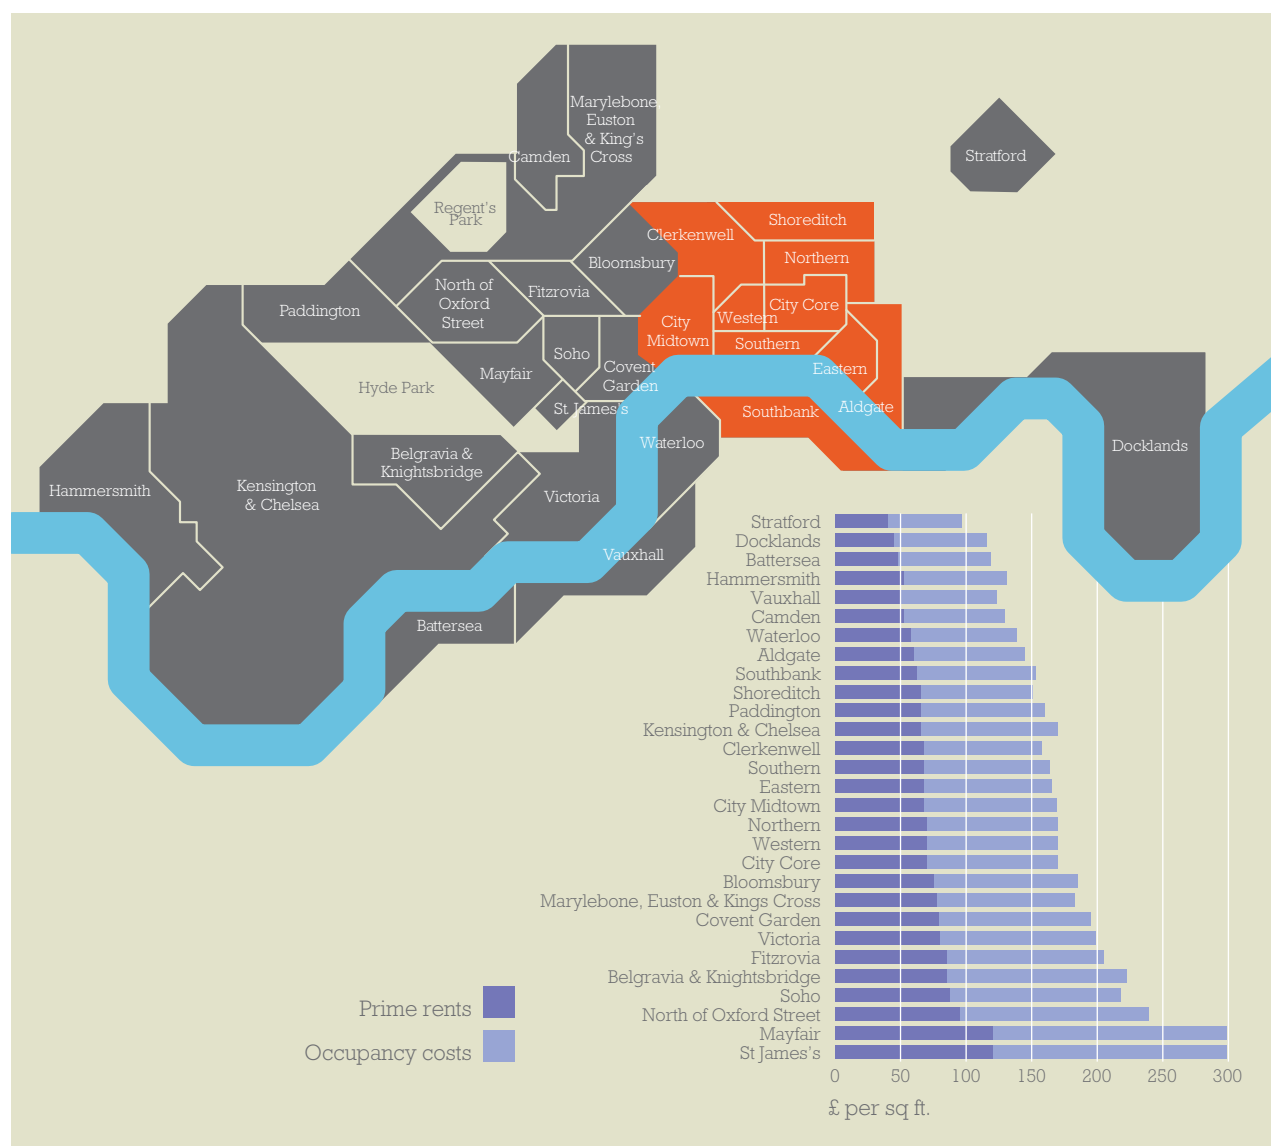 Marylebone,
Euston
& King's
Cross
Camden
Stratford
Regent's
Park
Shoreditch
Clerkenwell
Northern
Bloomsbury
North of
Oxford
Street
Fitzrovia
Paddington
City Core
Western
City
Midtown
Southern
Soho
Mayfair
Covent
Garden
Eastern
Hyde Park
St James's
Southbank
Aldgate
Waterloo
Docklands
Belgravia &
Knightsbridge
Hammersmith
Kensington
& Chelsea
Victoria
Vauxhall
Battersea
Stratford
Docklands
Battersea
Hammersmith
Vauxhall
Camden
Waterloo
Aldgate
Southbank
Shoreditch
Paddington
Kensington & Chelsea
Clerkenwell
Southern
Eastern
City Midtown
Northern
Western
City Core
Bloomsbury
Marylebone, Euston & Kings Cross
Covent Garden
Victoria
Fitzrovia
Belgravia & Knightsbridge
Soho
North of Oxford Street
Mayfair
St James's
0 50 100 150 200 250 300
£ per sq ft.
Prime rents
Occupancy costs